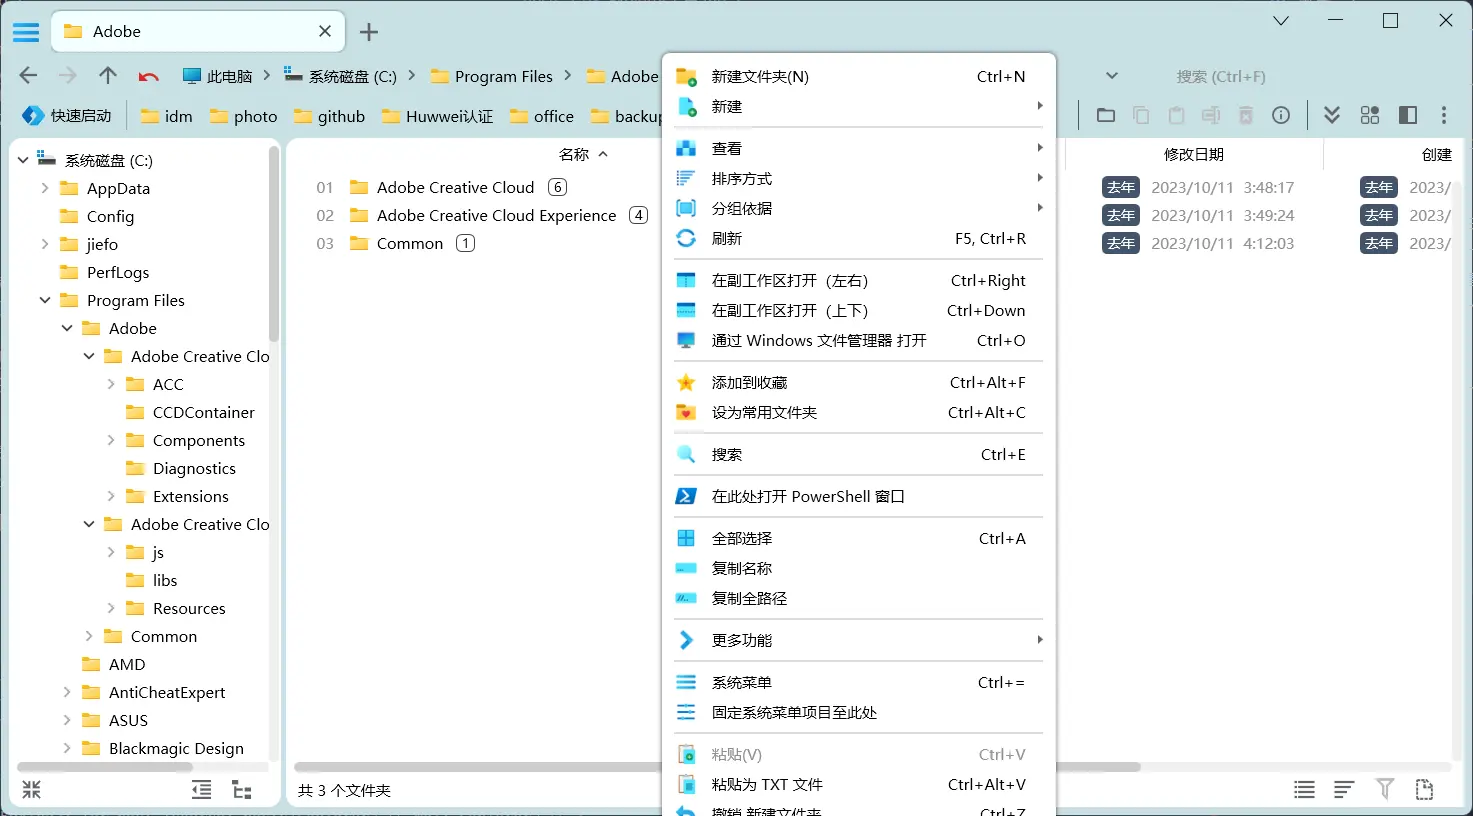 Adobe
此电脑 系统磁盘 (C:) Program Files Adobe
搜索 (Ctrl+F)
快速启动 idm photo github Huwwei认证 office backup
系统磁盘 (C:)
AppData
Config
jiefo
PerfLogs
Program Files
Adobe
Adobe Creative Clo
ACC
CCDContainer
Components
Diagnostics
Extensions
Adobe Creative Clo
js
libs
Resources
Common
AMD
AntiCheatExpert
ASUS
Blackmagic Design
名称 修改日期 创建
01 Adobe Creative Cloud 6 去年 2023/10/11 3:48:17 去年 2023/
02 Adobe Creative Cloud Experience 4 去年 2023/10/11 3:49:24 去年 2023/
03 Common 1 去年 2023/10/11 4:12:03 去年 2023/
共 3 个文件夹
新建文件夹(N) Ctrl+N
新建
查看
排序方式
分组依据
刷新 F5, Ctrl+R
在副工作区打开（左右） Ctrl+Right
在副工作区打开（上下） Ctrl+Down
通过 Windows 文件管理器 打开 Ctrl+O
添加到收藏 Ctrl+Alt+F
设为常用文件夹 Ctrl+Alt+C
搜索 Ctrl+E
在此处打开 PowerShell 窗口
全部选择 Ctrl+A
复制名称
复制全路径
更多功能
系统菜单 Ctrl+=
固定系统菜单项目至此处
粘贴(V) Ctrl+V
粘贴为 TXT 文件 Ctrl+Alt+V
撤销 新建文件夹 Ctrl+Z